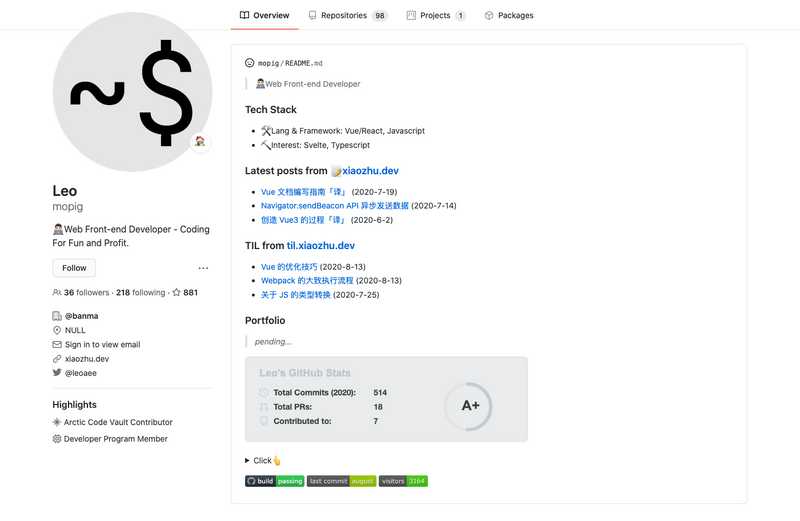 Overview
Repositories 98
Projects 1
Packages
~$
Leo
mopig
Web Front-end Developer - Coding
For Fun and Profit.
Follow
36 followers · 218 following · 881
@banma
NULL
Sign in to view email
xiaozhu.dev
@leoaee
Highlights
Arctic Code Vault Contributor
Developer Program Member
mopig/README.md
Web Front-end Developer
Tech Stack
Lang & Framework: Vue/React, Javascript
Interest: Svelte, Typescript
Latest posts from xiaozhu.dev
Vue 文档编写指南「译」 (2020-7-19)
Navigator:sendBeacon API 异步发送数据 (2020-7-14)
创造 Vue3 的过程「译」 (2020-6-2)
TIL from til.xiaozhu.dev
Vue 的优化技巧 (2020-8-13)
Webpack 的大致执行流程 (2020-8-13)
关于 JS 的类型转换 (2020-7-25)
Portfolio
pending...
Leo's GitHub Stats
Total Commits (2020): 514
Total PRs: 18
Contributed to: 7
A+
Click
build passing
last commit august
visitors 3164